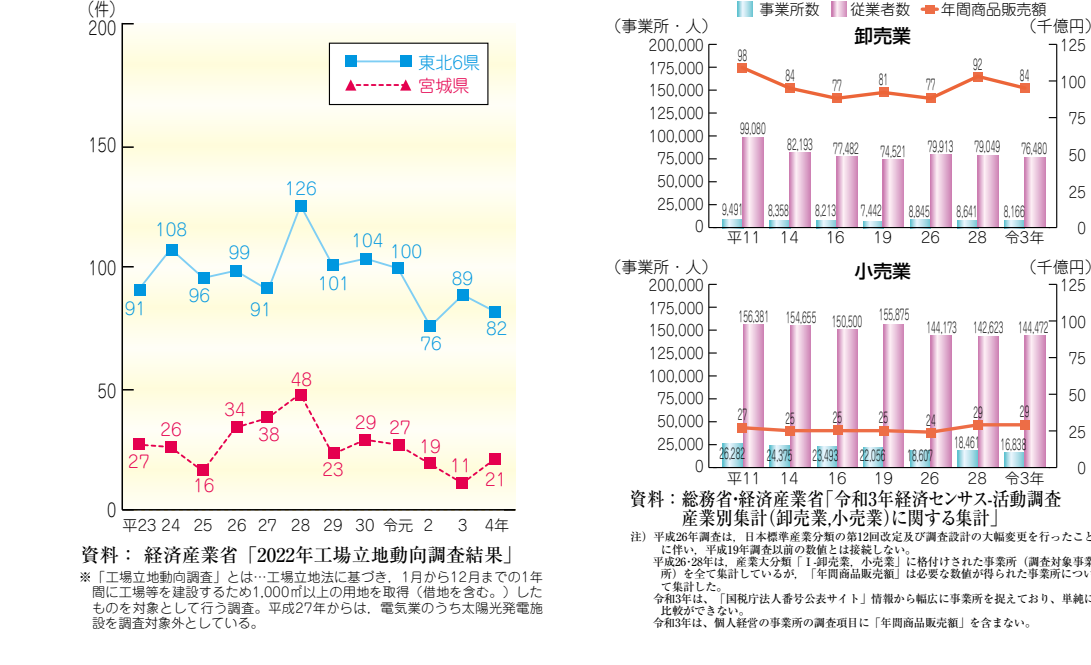 （件）
200
150
100
50
0
東北6県
宮城県
91
108
96
99
91
126
101
104
100
76
89
82
27
26
16
34
38
48
23
29
27
19
11
21
平23 24 25 26 27 28 29 30 令元 2 3 4年
資料： 経済産業省「2022年工場立地動向調査結果」
※「工場立地動向調査」とは…工場立地法に基づき，1月から12月までの1年
間に工場等を建設するため1,000㎡以上の用地を取得（借地を含む。）した
ものを対象として行う調査。平成27年からは，電気業のうち太陽光発電施
設を調査対象外としている。
事業所数 従業者数 年間商品販売額
（事業所・人） （千億円）
卸売業
200,000 125
175,000
150,000 100
125,000
100,000 75
75,000 50
50,000
25,000 25
0 0
98 84 77 81 77 92 84
99,080 82,193 77,482 74,521 79,913 79,049 76,480
9,491 8,358 8,213 7,442 8,845 8,641 8,166
平11 14 16 19 26 28 令3年
（事業所・人） （千億円）
小売業
200,000 125
175,000
150,000 100
125,000
100,000 75
75,000 50
50,000
25,000 25
0 0
156,381 154,655 150,500 155,875 144,173 142,623 144,472
27 25 25 25 24 29 29
26,282 24,375 23,493 22,056 18,607 18,461 16,838
平11 14 16 19 26 28 令3年
資料：総務省・経済産業省「令和3年経済センサス-活動調査
産業別集計（卸売業,小売業）に関する集計」
注）平成26年調査は，日本標準産業分類の第12回改定及び調査設計の大幅変更を行ったこと
に伴い，平成19年調査以前の数値とは接続しない。
平成26・28年は，産業大分類「Ⅰ-卸売業，小売業」に格付けされた事業所（調査対象事業
所）を全て集計しているが，「年間商品販売額」は必要な数値が得られた事業所につい
て集計した。
令和3年は、「国税庁法人番号公表サイト」情報から幅広に事業所を捉えており、単純に
比較ができない。
令和3年は、個人経営の事業所の調査項目に「年間商品販売額」を含まない。